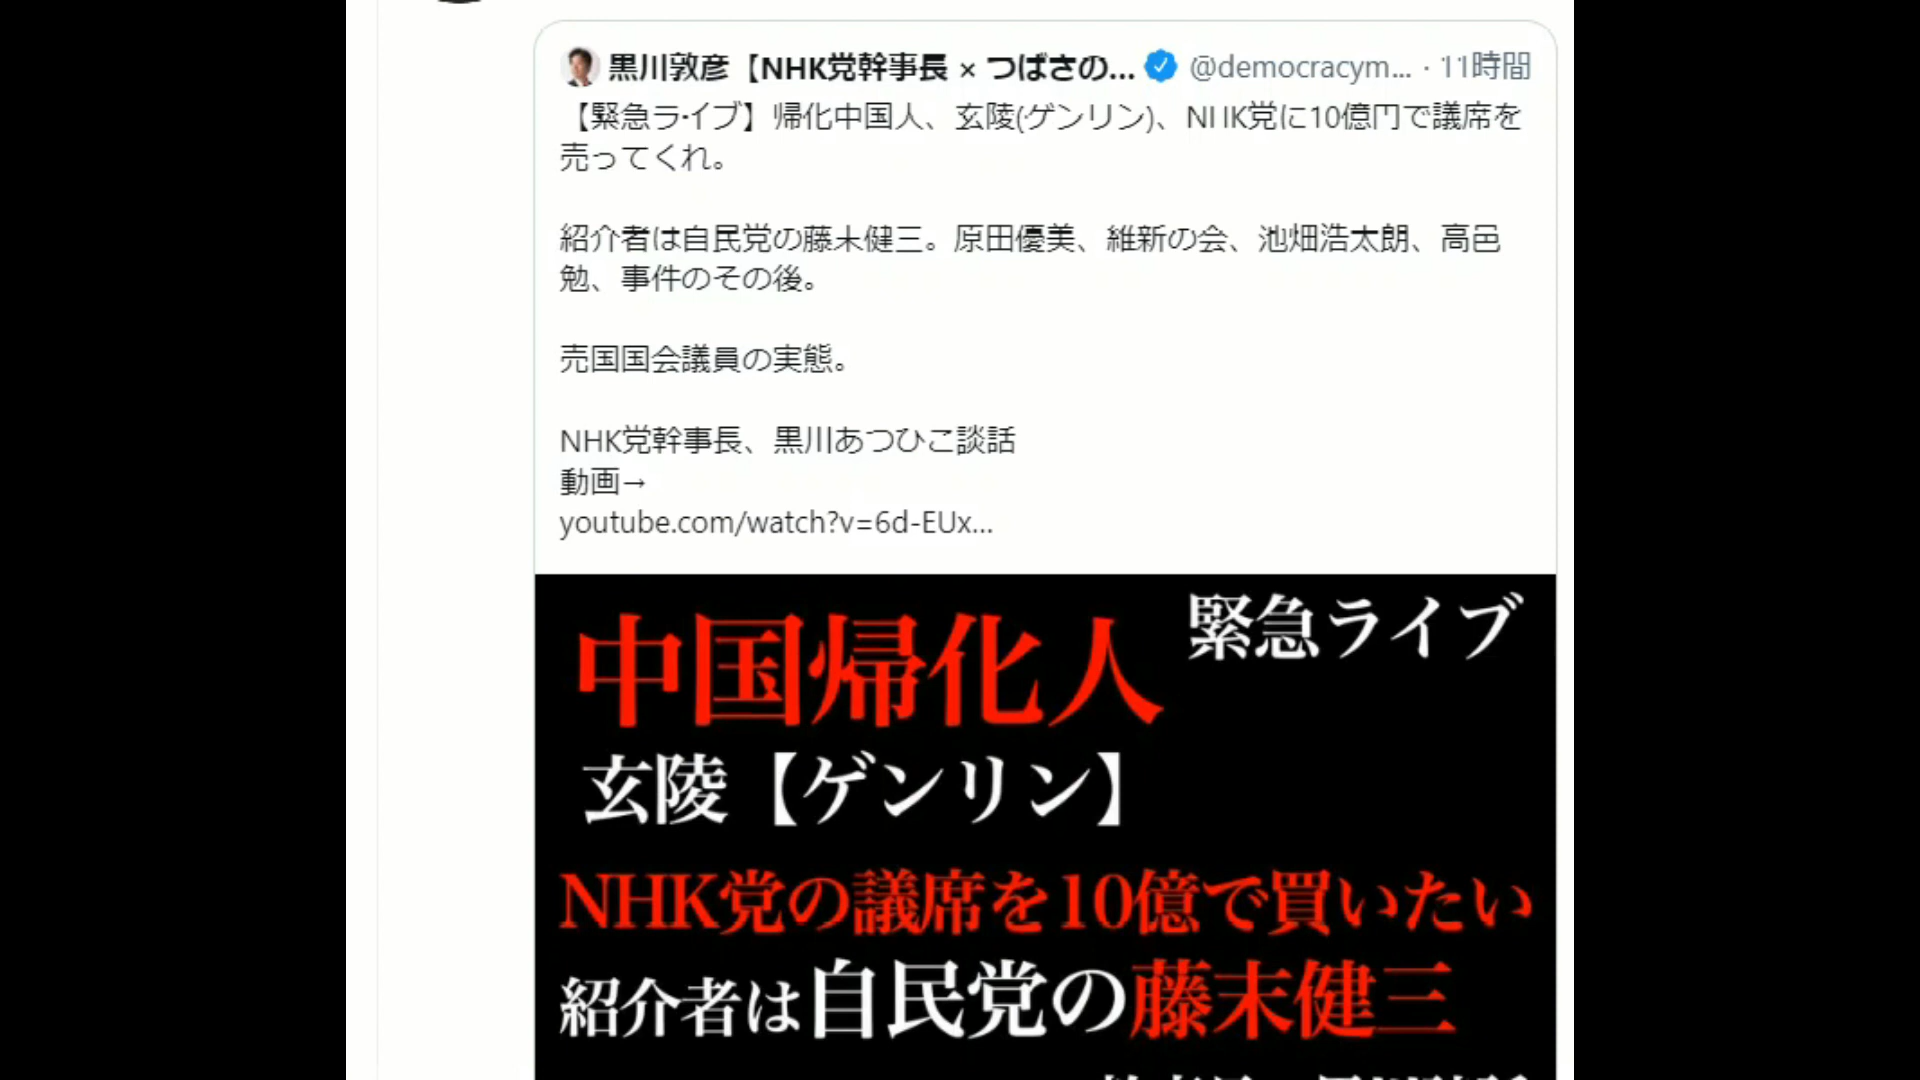 黒川敦彦【NHK党幹事長 × つばさの... @democracym... · 11時間
【緊急ライブ】帰化中国人、玄陵(ゲンリン)、NHK党に10億円で議席を
売ってくれ。
紹介者は自民党の藤末健三。原田優美、維新の会、池畑浩太朗、高邑
勉、事件のその後。
売国国会議員の実態。
NHK党幹事長、黒川あつひこ談話
動画→
youtube.com/watch?v=6d-EUx...
緊急ライブ
中国帰化人
玄陵【ゲンリン】
NHK党の議席を10億で買いたい
紹介者は自民党の藤末健三